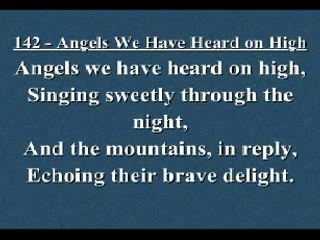 142 - Angels We Have Heard on High
Angels we have heard on high,
Singing sweetly through the
night,
And the mountains, in reply,
Echoing their brave delight.